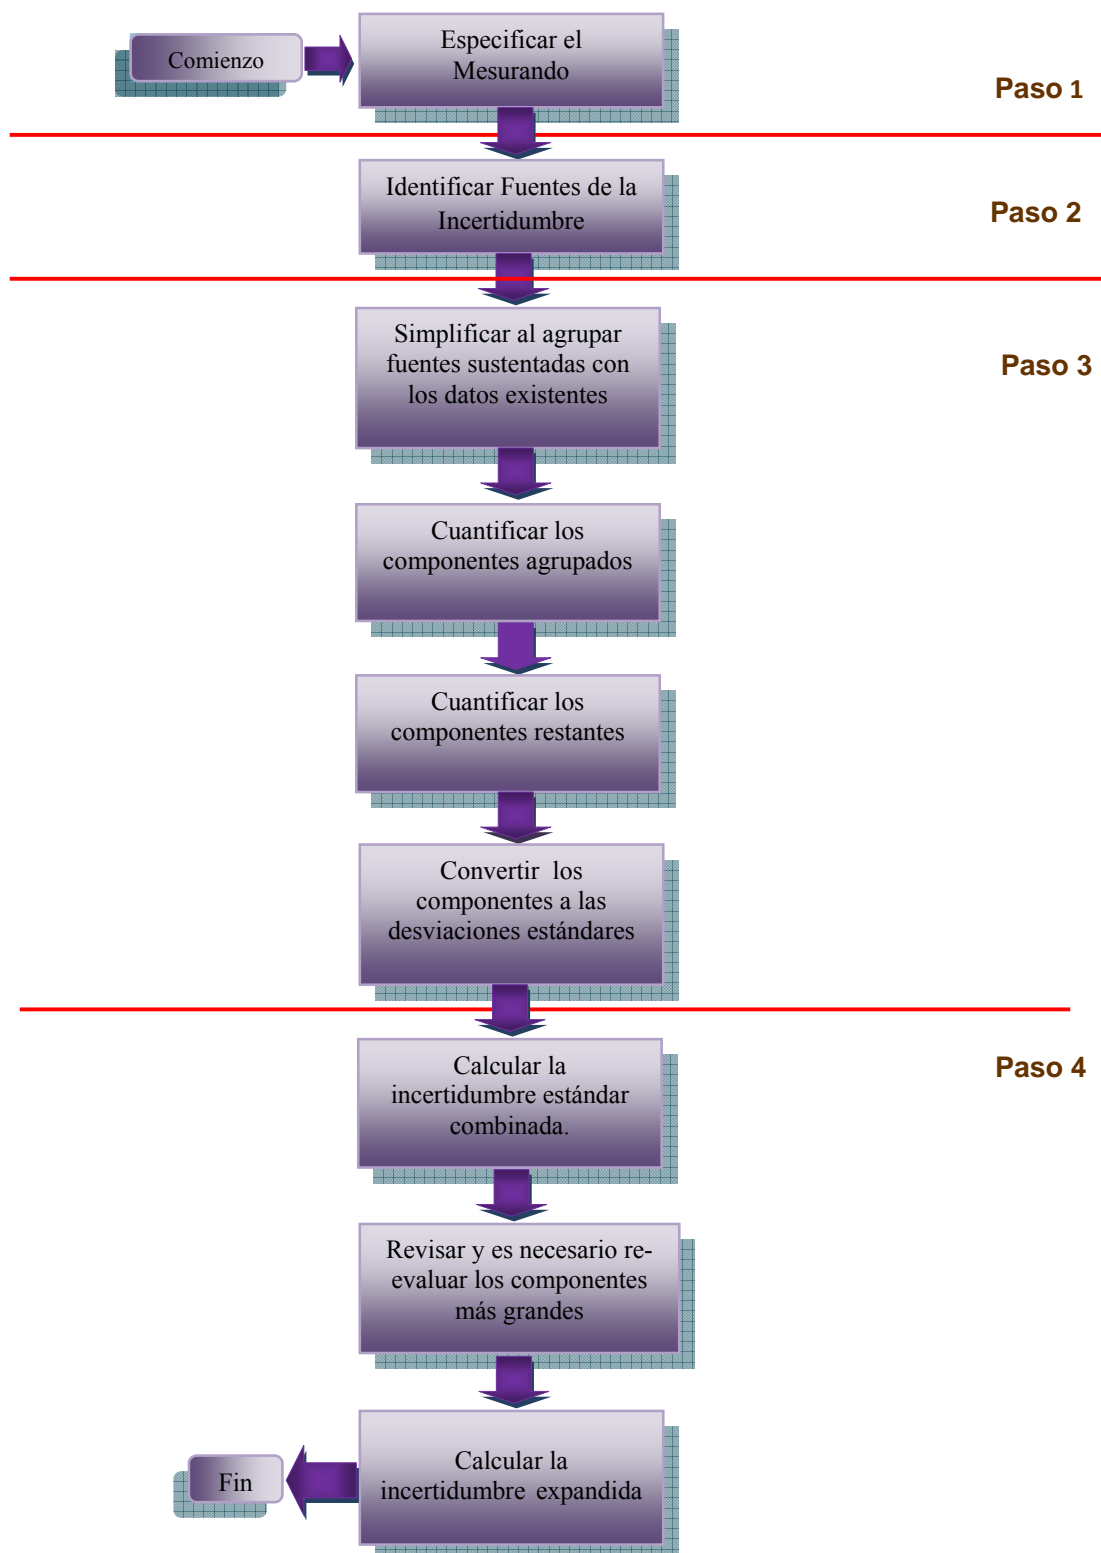 Comienzo
Especificar el
Mesurando
Paso 1
Identificar Fuentes de la
Incertidumbre
Paso 2
Simplificar al agrupar
fuentes sustentadas con
los datos existentes
Paso 3
Cuantificar los
componentes agrupados
Cuantificar los
componentes restantes
Convertir los
componentes a las
desviaciones estándares
Calcular la
incertidumbre estándar
combinada.
Paso 4
Revisar y es necesario re-
evaluar los componentes
más grandes
Calcular la
incertidumbre expandida
Fin